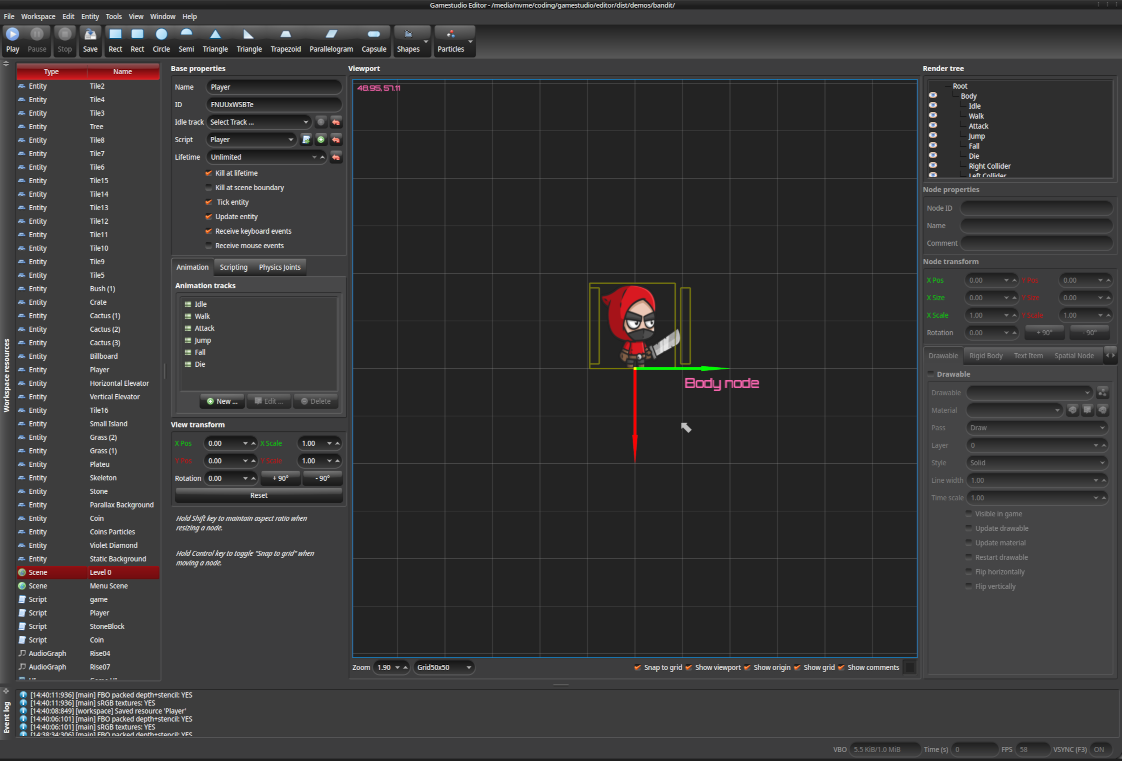 Gamestudio Editor - /media/nvme/coding/gamestudio/editor/dist/demos/bandit/
File Workspace Edit Entity Tools View Window Help
Play Pause Stop Save Rect Rect Circle Semi Triangle Triangle Trapezoid Parallelogram Capsule Shapes Particles
Workspace resources
Type Name
Entity Tile2
Entity Tile4
Entity Tile3
Entity Tree
Entity Tile8
Entity Tile7
Entity Tile6
Entity Tile15
Entity Tile14
Entity Tile13
Entity Tile12
Entity Tile11
Entity Tile10
Entity Tile9
Entity Tile5
Entity Bush (1)
Entity Crate
Entity Cactus (1)
Entity Cactus (2)
Entity Cactus (3)
Entity Billboard
Entity Player
Entity Horizontal Elevator
Entity Vertical Elevator
Entity Tile16
Entity Small Island
Entity Grass (2)
Entity Grass (1)
Entity Plateu
Entity Skeleton
Entity Stone
Entity Parallax Background
Entity Coin
Entity Coins Particles
Entity Violet Diamond
Entity Static Background
Scene Level 0
Scene Menu Scene
Script game
Script Player
Script StoneBlock
Script Coin
AudioGraph Rise04
AudioGraph Rise07
Base properties
Name Player
ID FNUUxWSBTe
Idle track Select Track ...
Script Player
Lifetime Unlimited
Kill at lifetime
Kill at scene boundary
Tick entity
Update entity
Receive keyboard events
Receive mouse events
Animation Scripting Physics Joints
Animation tracks
Idle
Walk
Attack
Jump
Fall
Die
New ... Edit ... Delete
View transform
X Pos 0.00 X Scale 1.00
0.00 1.00
Rotation 0.00 + 90° - 90°
Reset
Hold Shift key to maintain aspect ratio when
resizing a node.
Hold Control key to toggle "Snap to grid" when
moving a node.
Viewport
48.95, 57.11
Body node
Zoom 1.90 Grid50x50 Snap to grid Show viewport Show origin Show grid Show comments
Render tree
Root
Body
Idle
Walk
Attack
Jump
Fall
Die
Right Collider
Left Collider
Node properties
Node ID
Name
Comment
Node transform
X Pos 0.00 Y Pos 0.00
X Size 0.00 Y Size 0.00
X Scale 1.00 Y Scale 1.00
Rotation 0.00 + 90° - 90°
Drawable Rigid Body Text Item Spatial Node
Drawable
Drawable
Material
Pass Draw
Layer 0
Style Solid
Line width 1.00
Time scale 1.00
Visible in game
Update drawable
Update material
Restart drawable
Flip horizontally
Flip vertically
Event log
[14:40:11:936] [main] FBO packed depth+stencil: YES
[14:40:11:936] [main] sRGB textures: YES
[14:40:08:849] [workspace] Saved resource 'Player'
[14:40:06:101] [main] FBO packed depth+stencil: YES
[14:40:06:101] [main] sRGB textures: YES
[14:38:34:306] [main] FBO packed depth+stencil: YES
VBO 5.5 KiB/1.0 MiB Time (s) 0 FPS 58 VSYNC (F3) ON